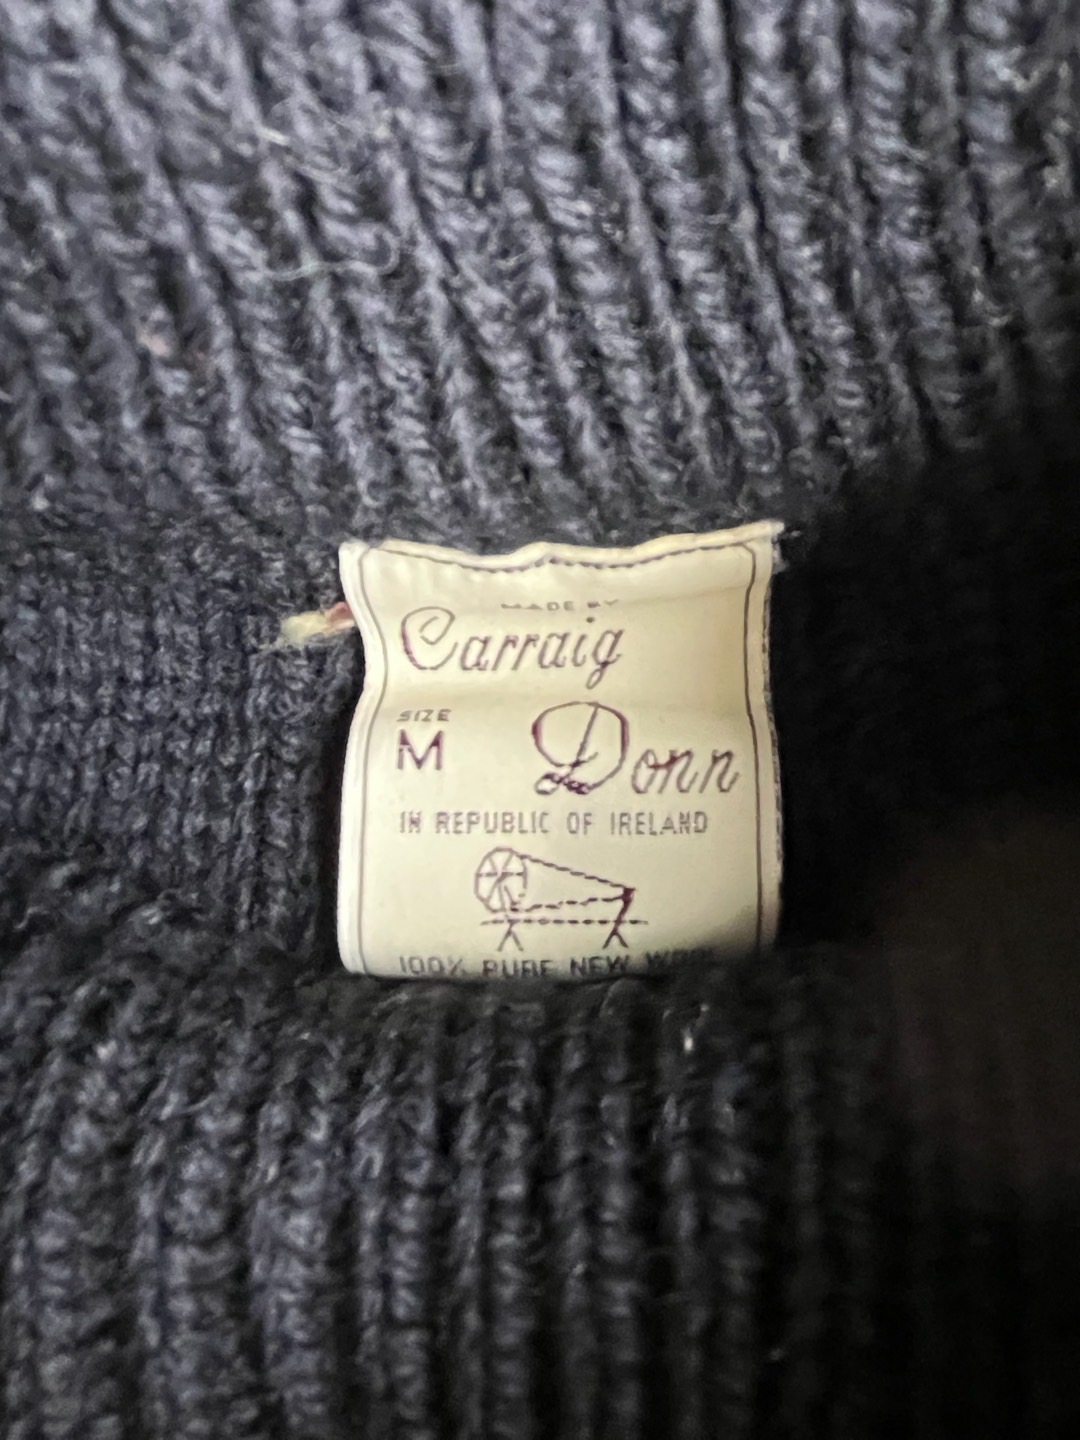 MADE BY
Carraig
SIZE
M Donn
IN REPUBLIC OF IRELAND
100% PURE NEW WOOL